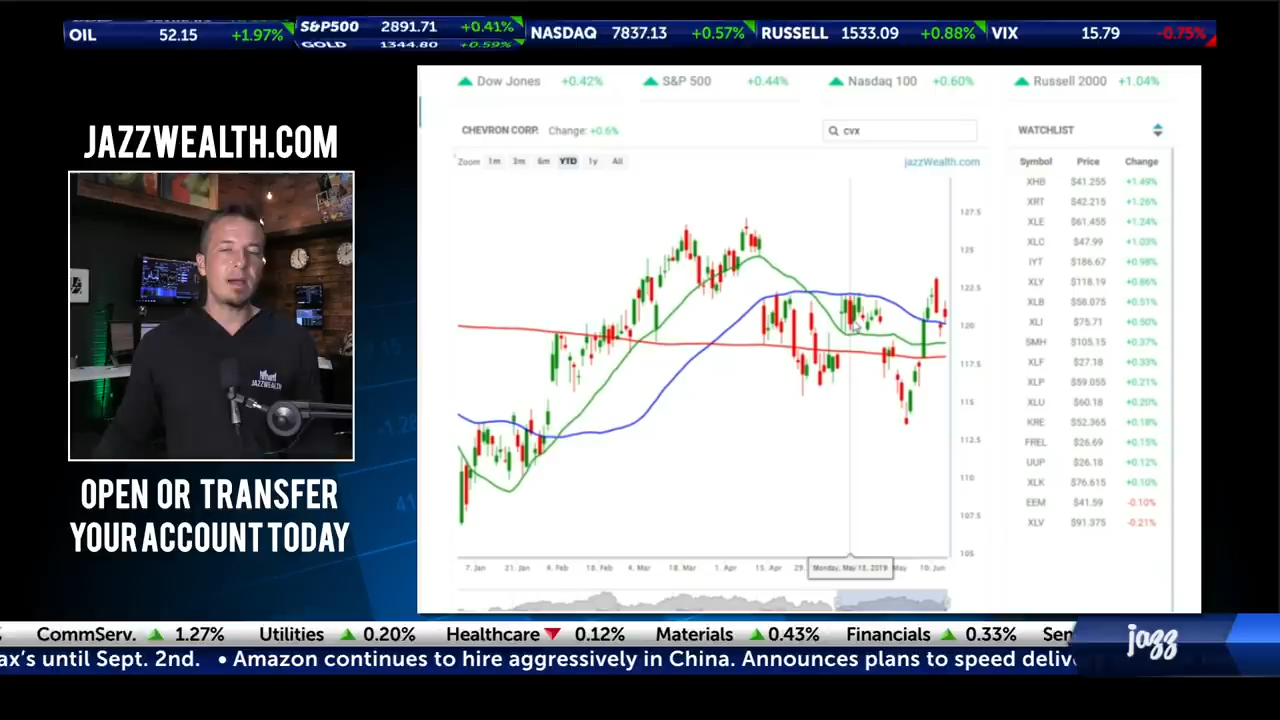 OIL 52.15 +1.97%
S&P500 2891.71 +0.41%
GOLD 1344.80 +0.59%
NASDAQ 7837.13 +0.57%
RUSSELL 1533.09 +0.88%
VIX 15.79 -0.75%
JAZZWEALTH.COM
JAZZWEALTH
OPEN OR TRANSFER
YOUR ACCOUNT TODAY
Dow Jones +0.42% S&P 500 +0.44% Nasdaq 100 +0.60% Russell 2000 +1.04%
CHEVRON CORP. Change: +0.6% cvx
Zoom 1m 3m 6m YTD 1y All jazzWealth.com
127.5
125
122.5
120
117.5
115
112.5
110
107.5
105
7. Jan 21. Jan 4. Feb 18. Feb 4. Mar 18. Mar 1. Apr 15. Apr 29. Monday, May 13, 2019 May 10. Jun
WATCHLIST
Symbol Price Change
XHB $41.255 +1.49%
XRT $42.215 +1.26%
XLE $61.455 +1.24%
XLC $47.99 +1.03%
IYT $186.67 +0.98%
XLY $118.19 +0.86%
XLB $58.075 +0.51%
XLI $75.71 +0.50%
SMH $105.15 +0.37%
XLF $27.18 +0.33%
XLP $59.055 +0.21%
XLU $60.18 +0.20%
KRE $52.365 +0.18%
FREL $26.69 +0.15%
UUP $26.18 +0.12%
XLK $76.615 +0.10%
EEM $41.59 -0.10%
XLV $91.375 -0.21%
CommServ. 1.27% Utilities 0.20% Healthcare 0.12% Materials 0.43% Financials 0.33% Sen
ax's until Sept. 2nd. • Amazon continues to hire aggressively in China. Announces plans to speed deliv
jazz